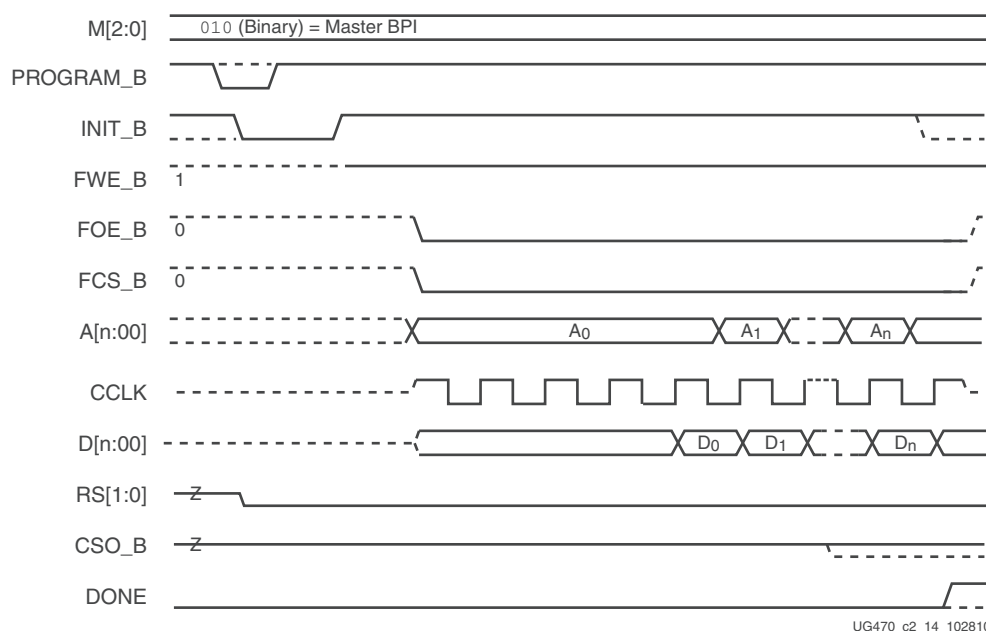 M[2:0] 010 (Binary) = Master BPI
PROGRAM_B
INIT_B
FWE_B 1
FOE_B 0
FCS_B 0
A[n:00] A0 A1 An
CCLK
D[n:00] D0 D1 Dn
RS[1:0] Z
CSO_B Z
DONE
UG470_c2_14_102810